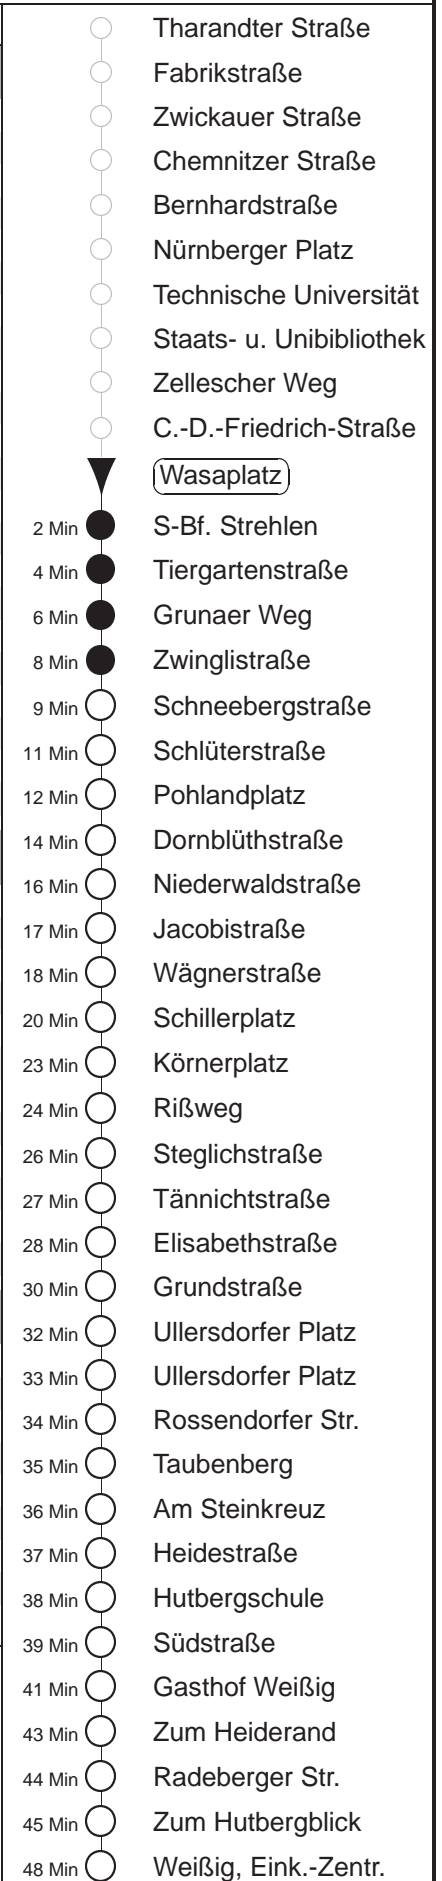 Tharandter Straße
Fabrikstraße
Zwickauer Straße
Chemnitzer Straße
Bernhardstraße
Nürnberger Platz
Technische Universität
Staats- u. Unibibliothek
Zellescher Weg
C.-D.-Friedrich-Straße
Wasaplatz
2 Min S-Bf. Strehlen
4 Min Tiergartenstraße
6 Min Grunaer Weg
8 Min Zwinglistraße
9 Min Schneebergstraße
11 Min Schlüterstraße
12 Min Pohlandplatz
14 Min Dornblüthstraße
16 Min Niederwaldstraße
17 Min Jacobistraße
18 Min Wägnerstraße
20 Min Schillerplatz
23 Min Körnerplatz
24 Min Rißweg
26 Min Steglichstraße
27 Min Tännichtstraße
28 Min Elisabethstraße
30 Min Grundstraße
32 Min Ullersdorfer Platz
33 Min Ullersdorfer Platz
34 Min Rossendorfer Str.
35 Min Taubenberg
36 Min Am Steinkreuz
37 Min Heidestraße
38 Min Hutbergschule
39 Min Südstraße
41 Min Gasthof Weißig
43 Min Zum Heiderand
44 Min Radeberger Str.
45 Min Zum Hutbergblick
48 Min Weißig, Eink.-Zentr.